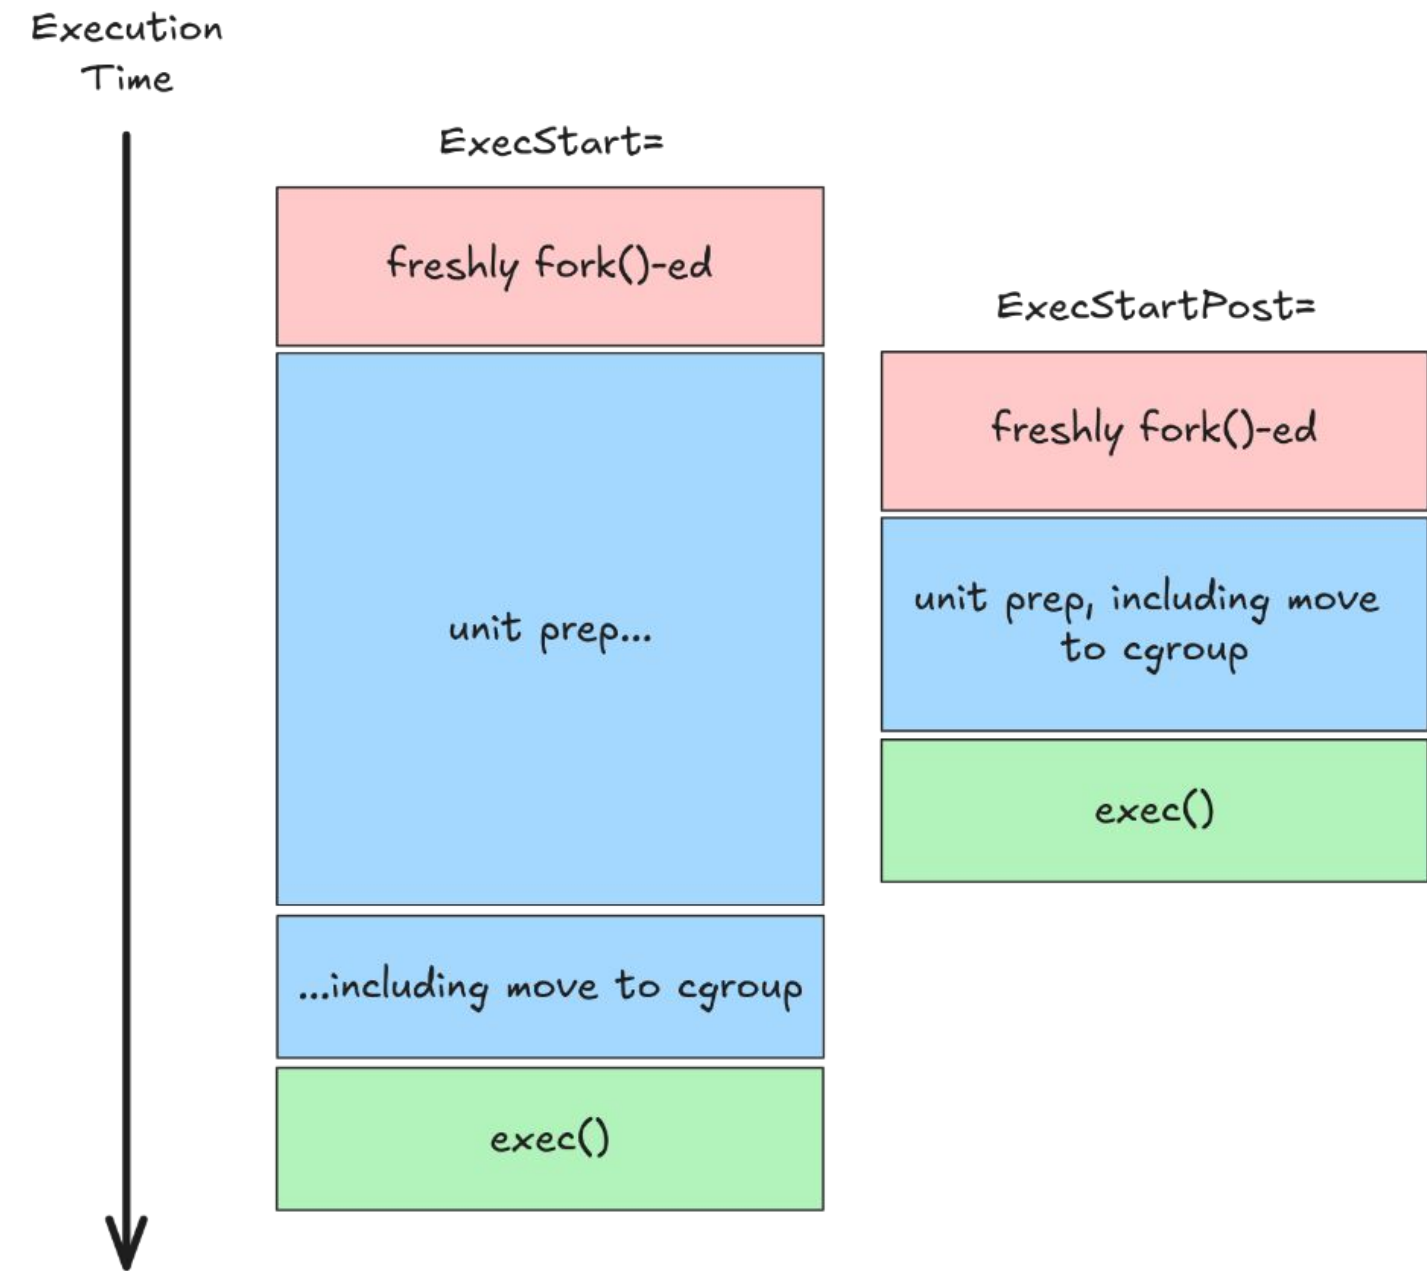 Execution
Time
ExecStart=
freshly fork()-ed
unit prep...
...including move to cgroup
exec()
ExecStartPost=
freshly fork()-ed
unit prep, including move
to cgroup
exec()